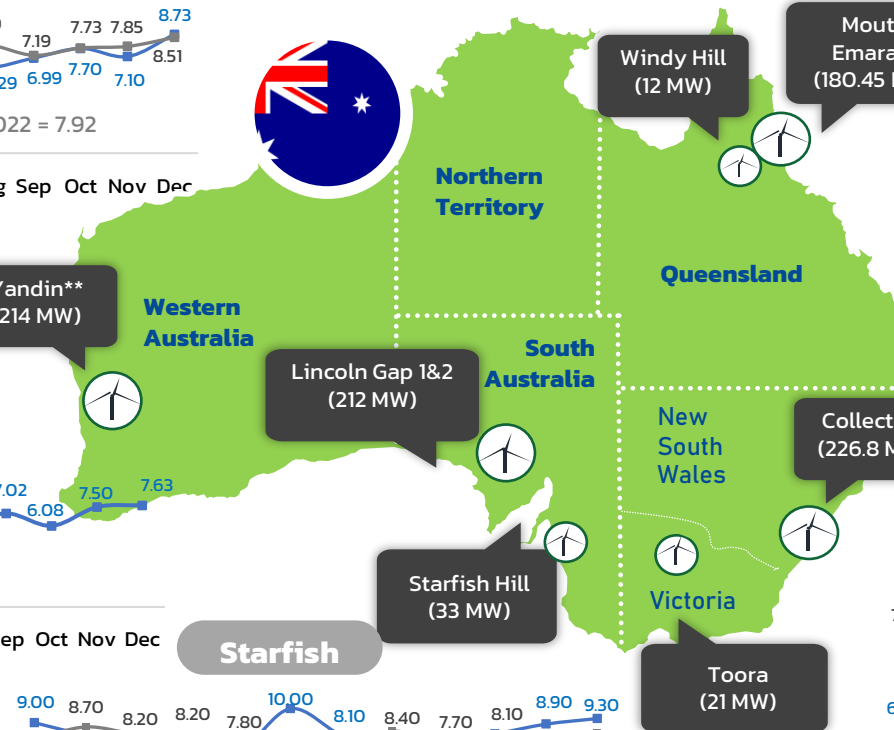 8.73
7.19
7.73
7.85
6.99
7.70
7.10
8.51
= 7.92
Sep Oct Nov Dec
Windy Hill
(12 MW)
(180.45
Northern
Territory
Queensland
(214 MW)
Western
Australia
South
Australia
Lincoln Gap 1&2
(212 MW)
New
South
Wales
(226.8
7.02
6.08
7.50
7.63
Starfish Hill
(33 MW)
Victoria
Toora
(21 MW)
Oct Nov Dec
Starfish
9.00
8.70
8.20
8.20
7.80
10.00
8.10
8.40
7.70
8.10
8.90
9.30